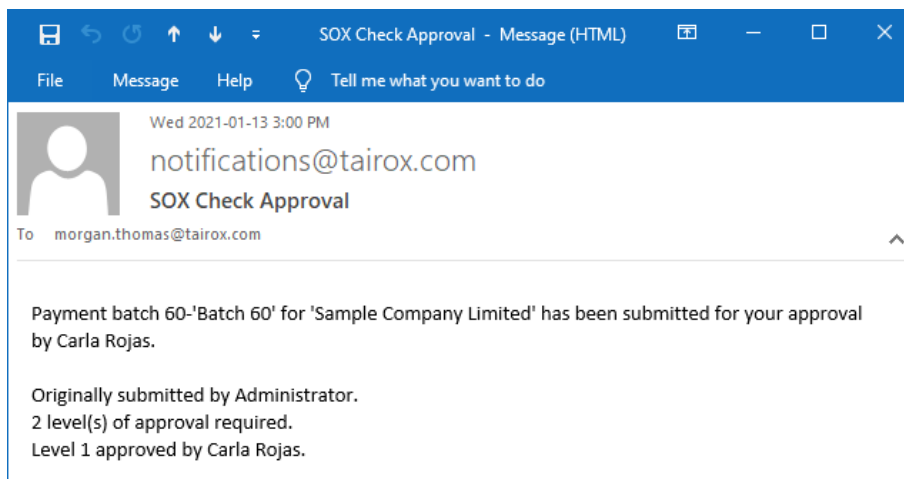 SOX Check Approval - Message (HTML)
File Message Help Tell me what you want to do
Wed 2021-01-13 3:00 PM
notifications@tairox.com
SOX Check Approval
To morgan.thomas@tairox.com
Payment batch 60-'Batch 60' for 'Sample Company Limited' has been submitted for your approval
by Carla Rojas.
Originally submitted by Administrator.
2 level(s) of approval required.
Level 1 approved by Carla Rojas.